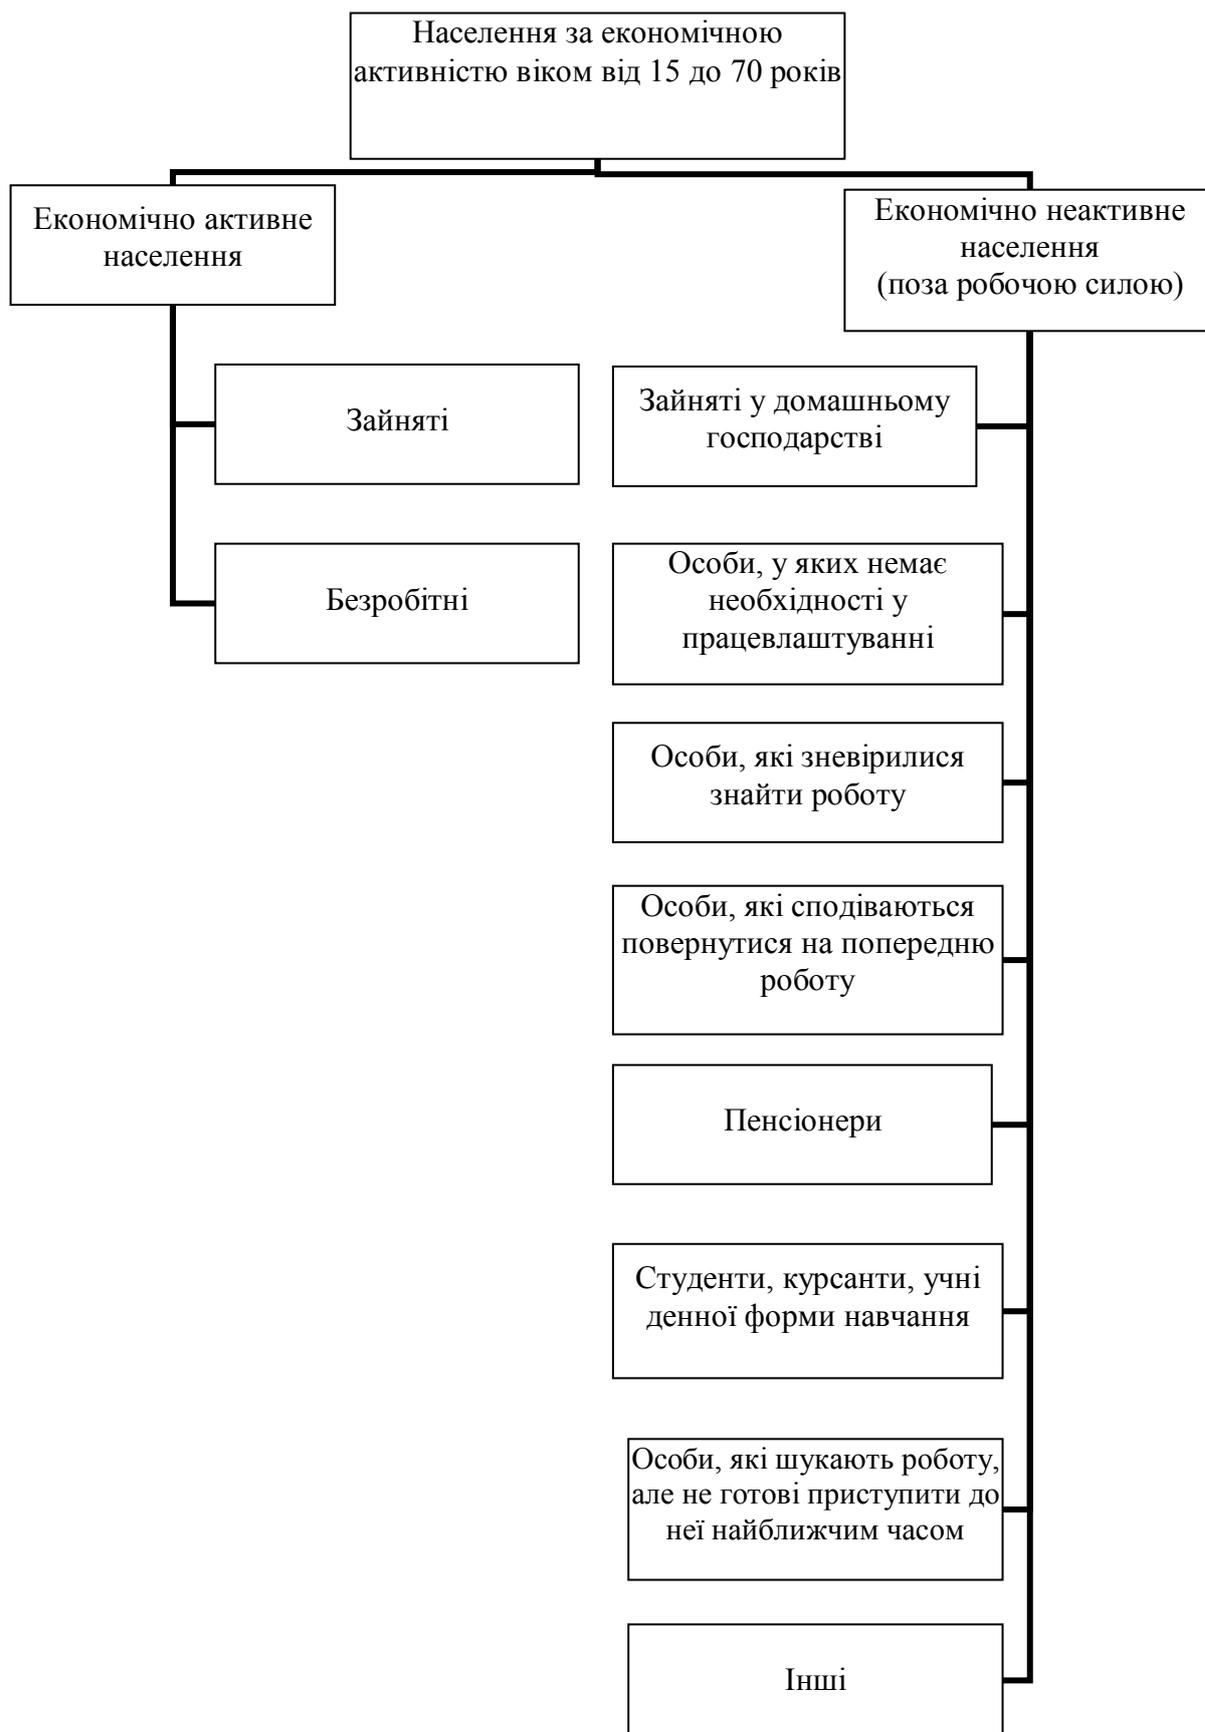 Населення за економічною
активністю віком від 15 до 70 років
Економічно активне
населення
Економічно неактивне
населення
(поза робочою силою)
Зайняті
Безробітні
Зайняті у домашньому
господарстві
Особи, у яких немає
необхідності у
працевлаштуванні
Особи, які зневірилися
знайти роботу
Особи, які сподіваються
повернутися на попередню
роботу
Пенсіонери
Студенти, курсанти, учні
денної форми навчання
Особи, які шукають роботу,
але не готові приступити до
неї найближчим часом
Інші